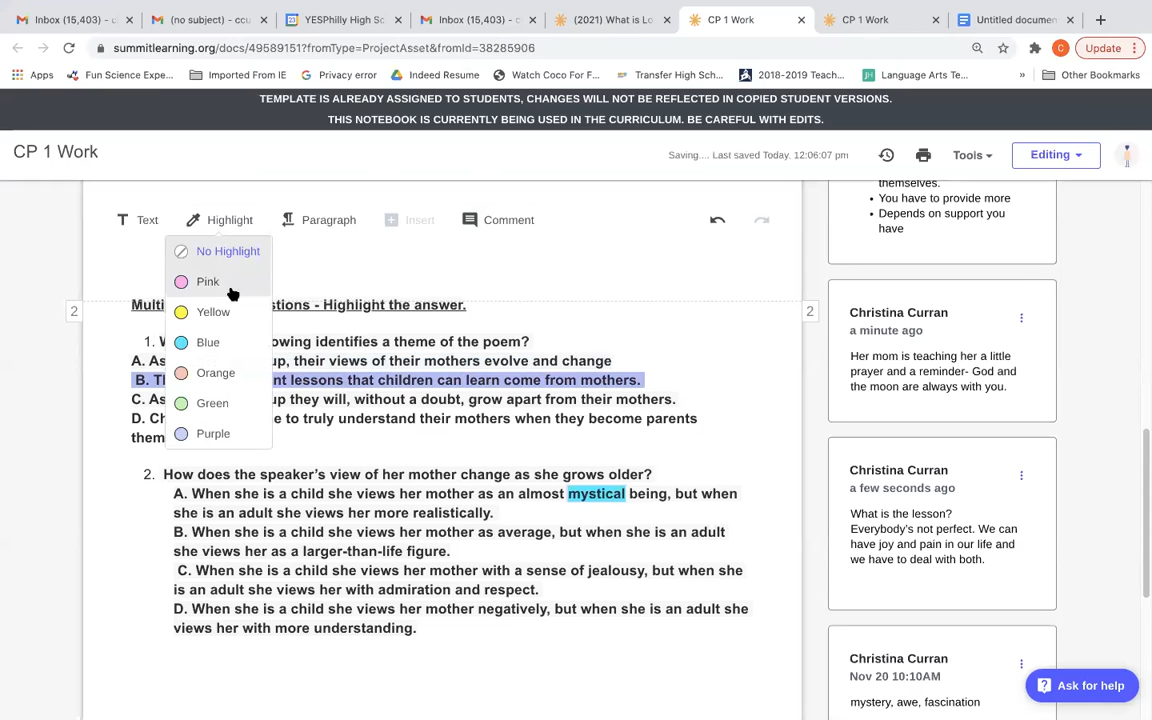 Inbox (15,403) - c
(no subject) - ccu
YESPhilly High Sc
Inbox (15,403) - c
(2021) What is Lo
CP 1 Work
CP 1 Work
Untitled documen
summitlearning.org/docs/49589151?fromType=ProjectAsset&fromId=38285906
C
Update
Apps
Fun Science Expe...
Imported From IE
Privacy error
Indeed Resume
Watch Coco For F...
Transfer High Sch...
2018-2019 Teach...
Language Arts Te...
»
Other Bookmarks
TEMPLATE IS ALREADY ASSIGNED TO STUDENTS, CHANGES WILL NOT BE REFLECTED IN COPIED STUDENT VERSIONS.
THIS NOTEBOOK IS CURRENTLY BEING USED IN THE CURRICULUM. BE CAREFUL WITH EDITS.
CP 1 Work
Saving.... Last saved Today. 12:06:07 pm
Tools
Editing
Text
Highlight
Paragraph
Insert
Comment
No Highlight
Pink
Yellow
Blue
Orange
Green
Purple
2
2
Multi stions - Highlight the answer.
1. W owing identifies a theme of the poem?
A. As up, their views of their mothers evolve and change
B. Th nt lessons that children can learn come from mothers.
C. As up they will, without a doubt, grow apart from their mothers.
D. Ch e to truly understand their mothers when they become parents
them
2. How does the speaker's view of her mother change as she grows older?
A. When she is a child she views her mother as an almost mystical being, but when
she is an adult she views her more realistically.
B. When she is a child she views her mother as average, but when she is an adult
she views her as a larger-than-life figure.
C. When she is a child she views her mother with a sense of jealousy, but when she
is an adult she views her with admiration and respect.
D. When she is a child she views her mother negatively, but when she is an adult she
views her with more understanding.
themselves.
• You have to provide more
• Depends on support you
have
Christina Curran
a minute ago
Her mom is teaching her a little
prayer and a reminder- God and
the moon are always with you.
Christina Curran
a few seconds ago
What is the lesson?
Everybody's not perfect. We can
have joy and pain in our life and
we have to deal with both.
Christina Curran
Nov 20 10:10AM
mystery, awe, fascination
Ask for help